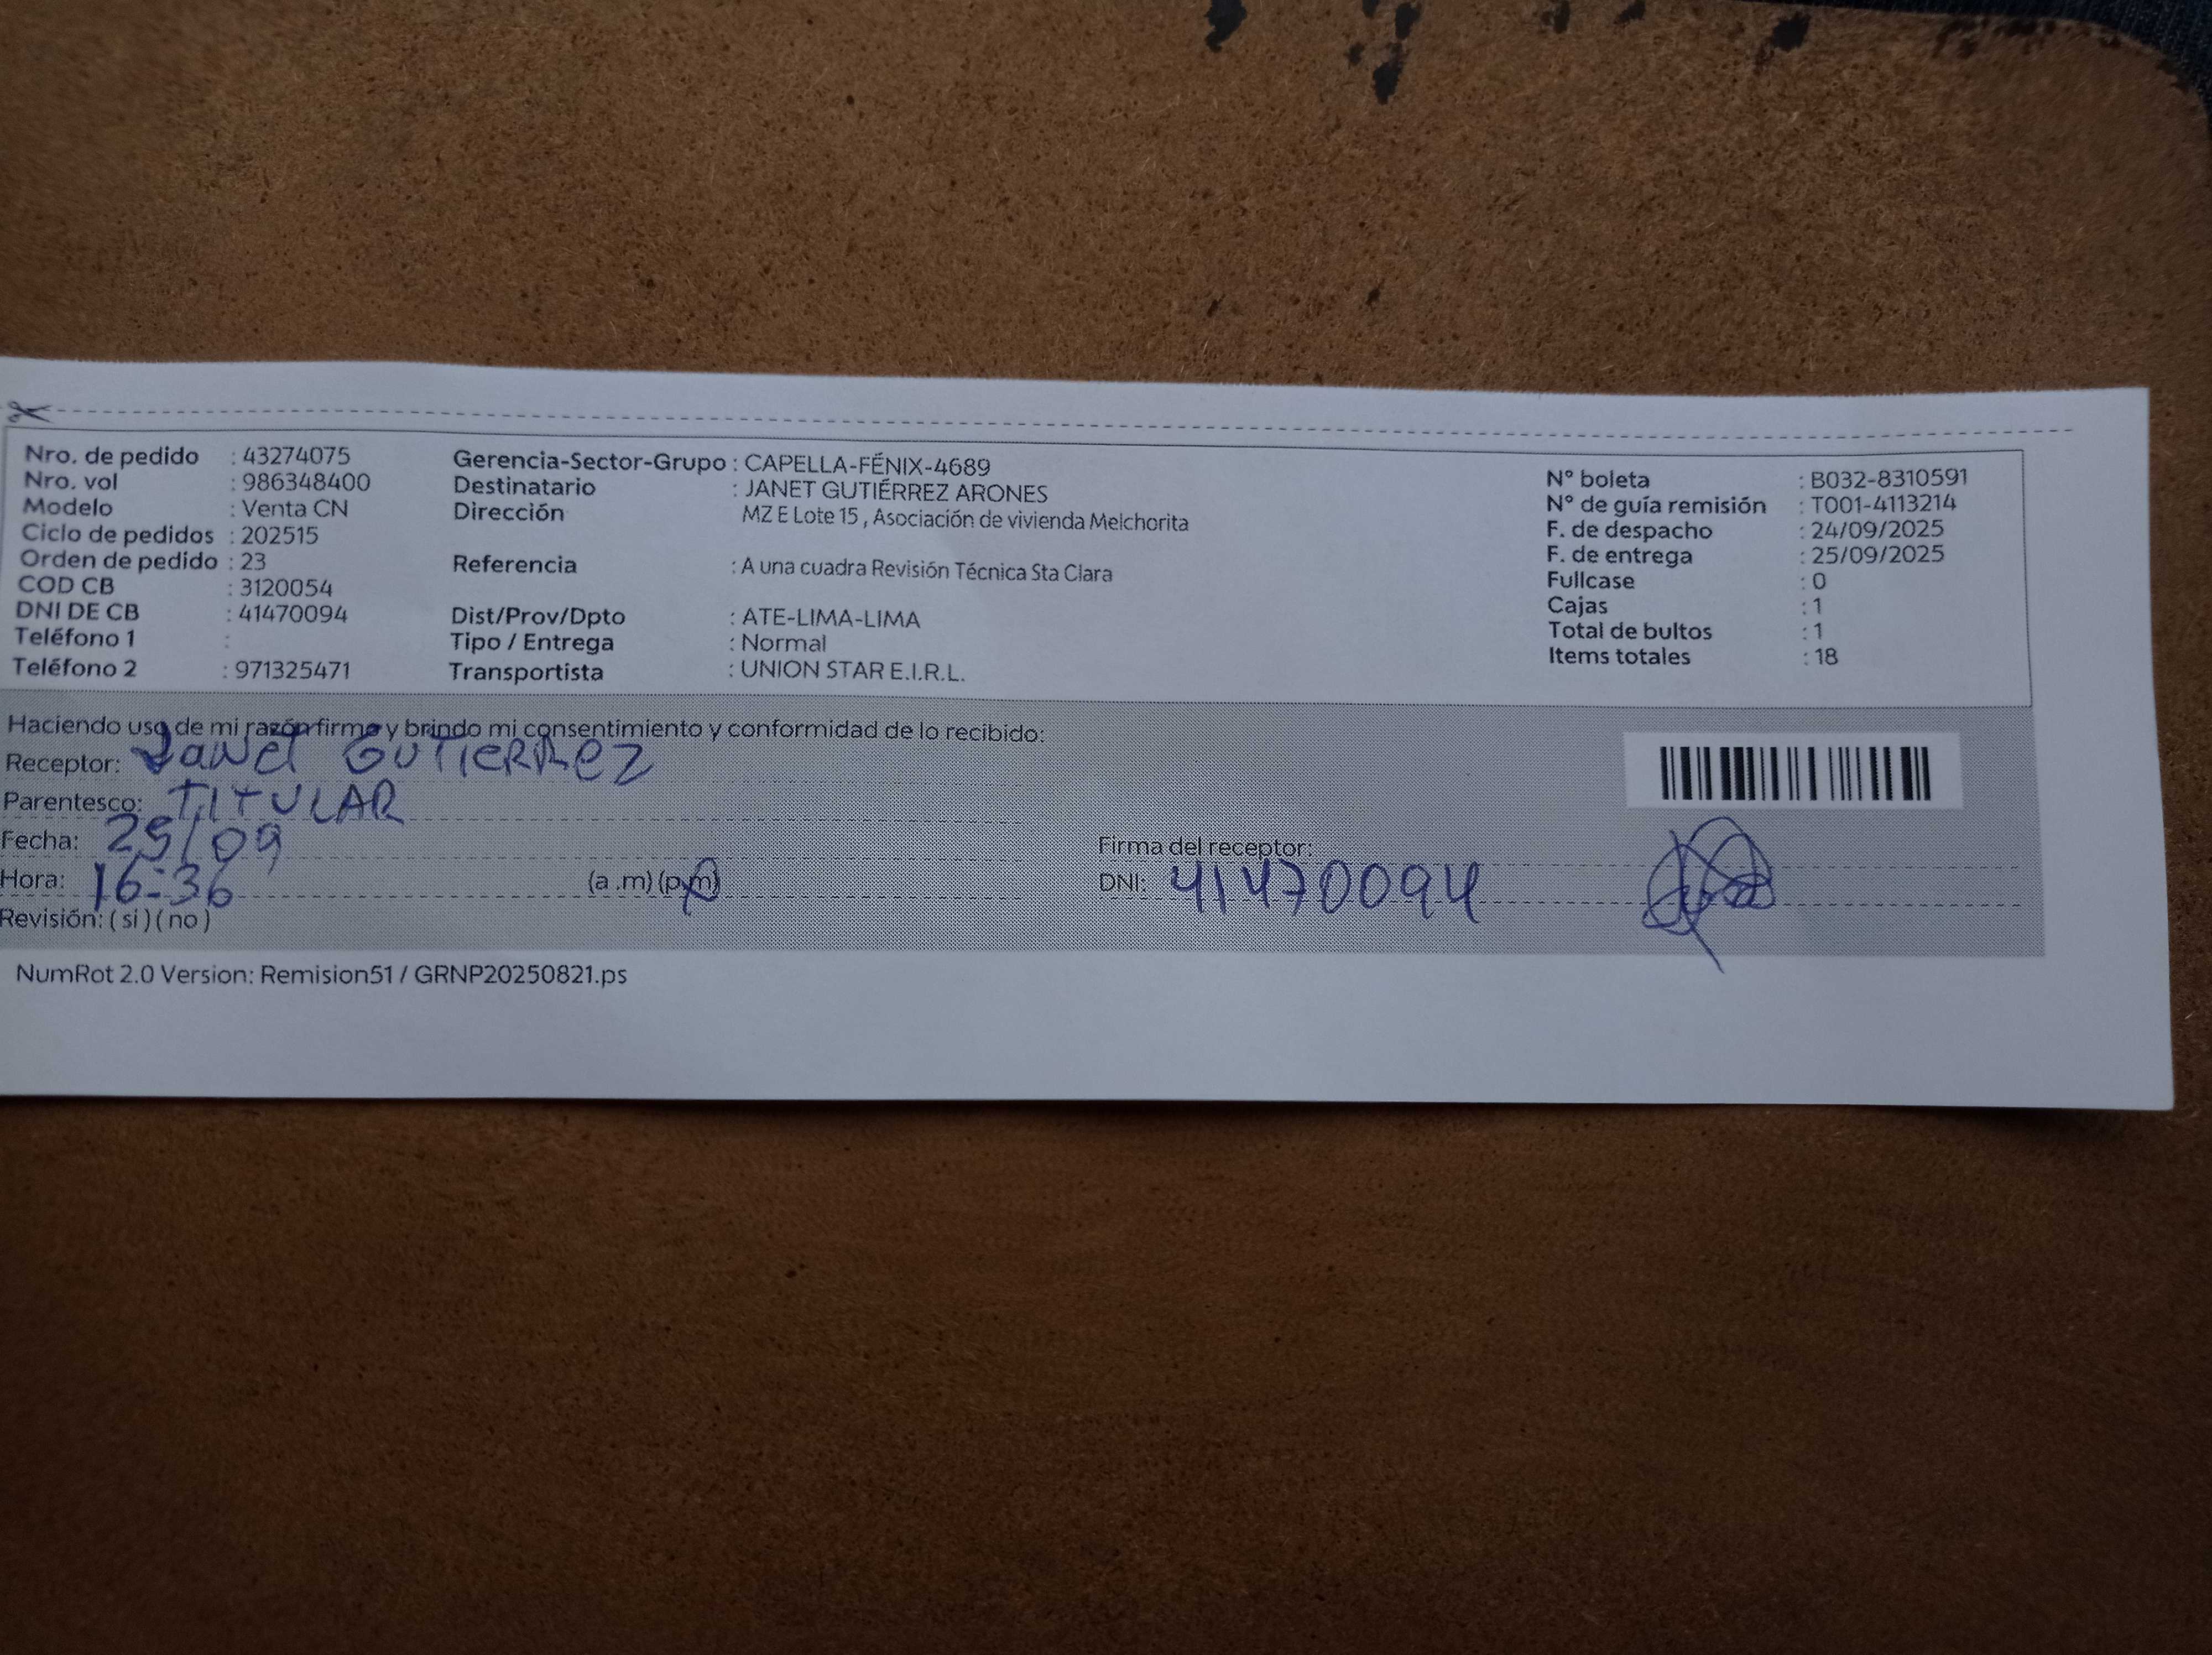 Nro. de pedido : 43274075
Nro. vol : 986348400
Modelo : Venta CN
Ciclo de pedidos : 202515
Orden de pedido : 23
COD CB : 3120054
DNI DE CB : 41470094
Teléfono 1 :
Teléfono 2 : 971325471
Gerencia-Sector-Grupo : CAPELLA-FÉNIX-4689
Destinatario : JANET GUTIÉRREZ ARONES
Dirección MZ E Lote 15 , Asociación de vivienda Melchorita
Referencia : A una cuadra Revisión Técnica Sta Clara
Dist/Prov/Dpto : ATE-LIMA-LIMA
Tipo / Entrega : Normal
Transportista : UNION STAR E.I.R.L.
N° boleta : B032-8310591
N° de guía remisión : T001-4113214
F. de despacho : 24/09/2025
F. de entrega : 25/09/2025
Fullcase : 0
Cajas : 1
Total de bultos : 1
Items totales : 18
Haciendo uso de mi razón firmo y brindo mi consentimiento y conformidad de lo recibido:
Receptor: Janet GUTIERREZ
Parentesco: TITULAR
Fecha: 25/09
Hora: 16:36 (a .m) (p.m)
Revisión: ( si ) ( no )
Firma del receptor:
DNI: 41470094
NumRot 2.0 Version: Remision51 / GRNP20250821.ps